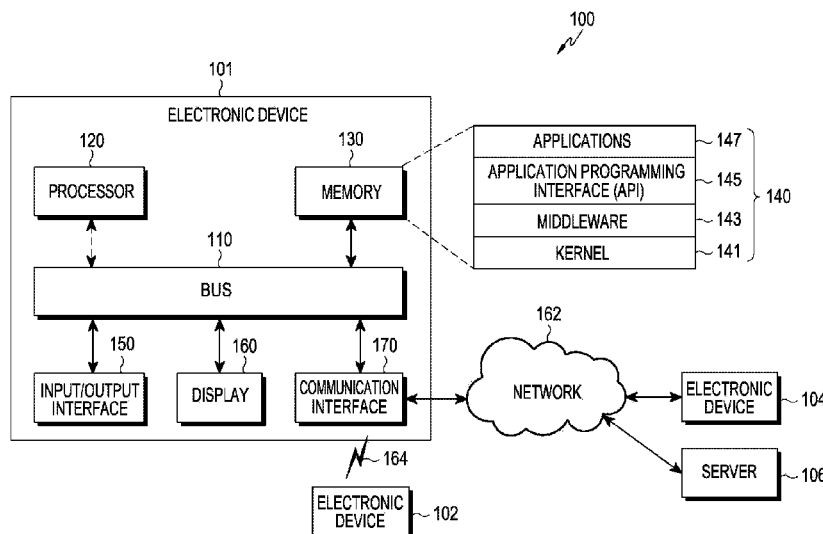 100
101
ELECTRONIC DEVICE
120
PROCESSOR
130
MEMORY
APPLICATIONS
147
APPLICATION PROGRAMMING
INTERFACE (API)
145
140
MIDDLEWARE
143
KERNEL
141
110
BUS
150
INPUT/OUTPUT
INTERFACE
160
DISPLAY
170
COMMUNICATION
INTERFACE
162
NETWORK
ELECTRONIC
DEVICE
104
SERVER
106
164
ELECTRONIC
DEVICE
102